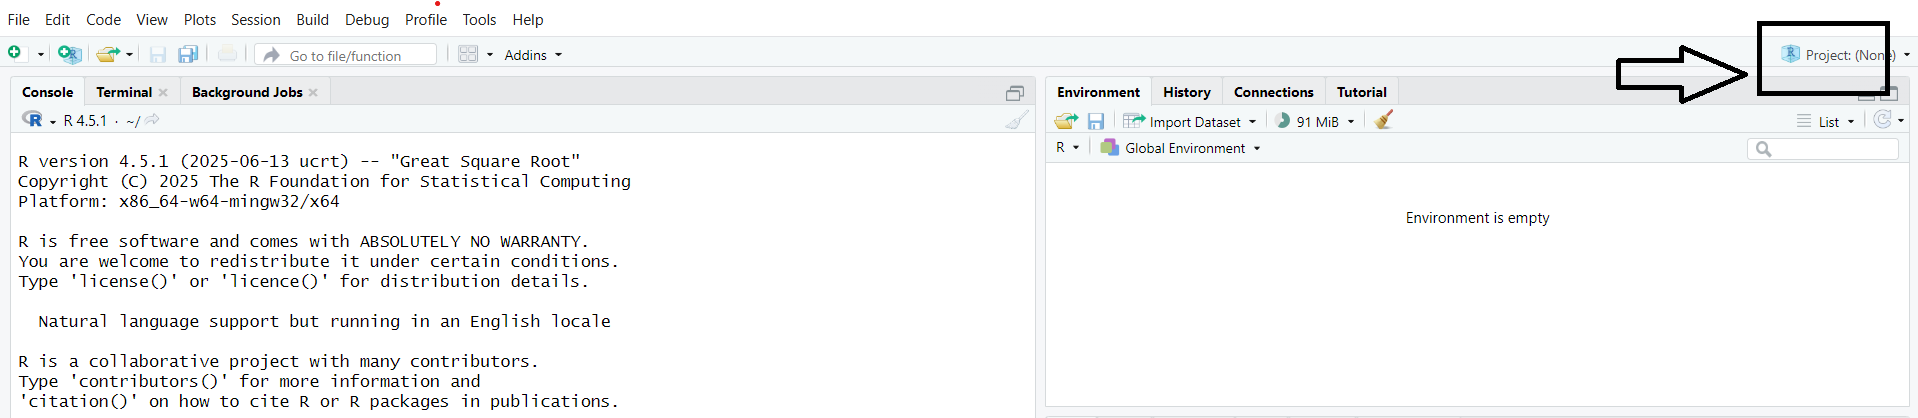 File Edit Code View Plots Session Build Debug Profile Tools Help
Go to file/function Addins Project: (None)
Console Terminal Background Jobs
R 4.5.1 · ~/
R version 4.5.1 (2025-06-13 ucrt) -- "Great Square Root"
Copyright (C) 2025 The R Foundation for Statistical Computing
Platform: x86_64-w64-mingw32/x64
R is free software and comes with ABSOLUTELY NO WARRANTY.
You are welcome to redistribute it under certain conditions.
Type 'license()' or 'licence()' for distribution details.
Natural language support but running in an English locale
R is a collaborative project with many contributors.
Type 'contributors()' for more information and
'citation()' on how to cite R or R packages in publications.
Environment History Connections Tutorial
Import Dataset 91 MiB List
R Global Environment
Environment is empty